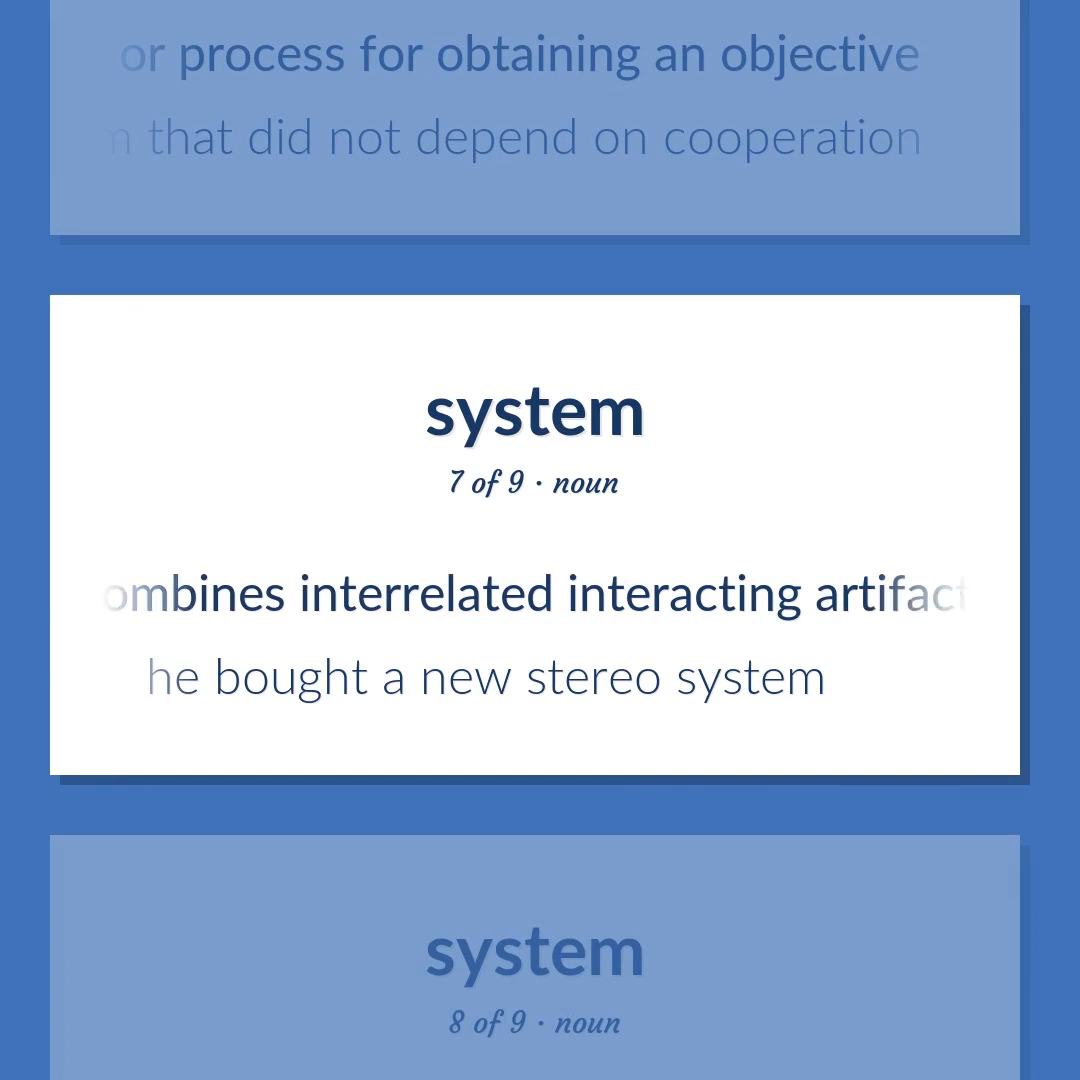 or process for obtaining an objective
that did not depend on cooperation
system
7 of 9 · noun
ombines interrelated interacting artifact
he bought a new stereo system
system
8 of 9 · noun